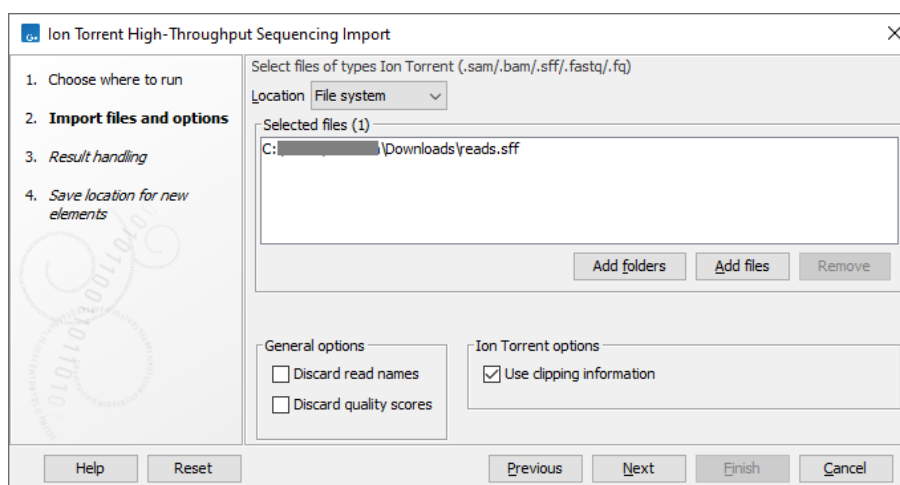 G.
Ion Torrent High-Throughput Sequencing Import
1. Choose where to run
2. Import files and options
3. Result handling
4. Save location for new
elements
Select files of types Ion Torrent (.sam/.bam/.sff/.fastq/.fq)
Location File system
Selected files (1)
C:\Downloads\reads.sff
Add folders Add files Remove
General options
Discard read names
Discard quality scores
Ion Torrent options
Use clipping information
Help Reset Previous Next Finish Cancel